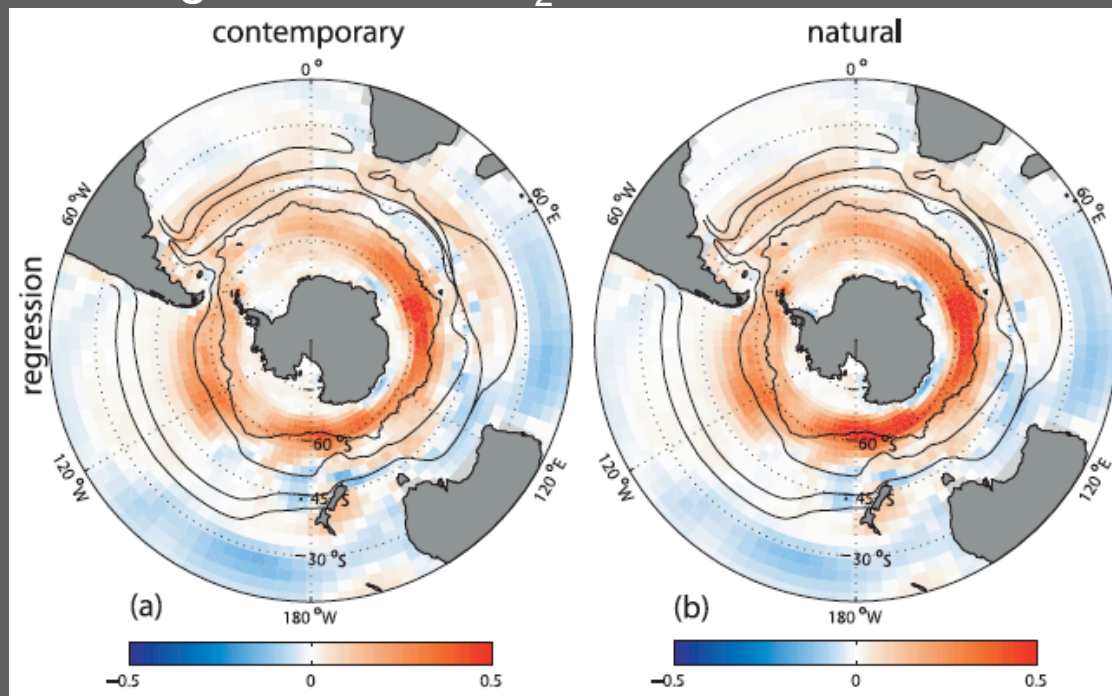 contemporary
natural
0 °
0 °
60 °W
60 °E
60 °W
60 °E
regression
60 °S
60 °S
120 °W
120 °E
120 °W
120 °E
45 °S
45 °S
30 °S
30 °S
(a)
(b)
180 °W
180 °W
−0.5 0 0.5
−0.5 0 0.5